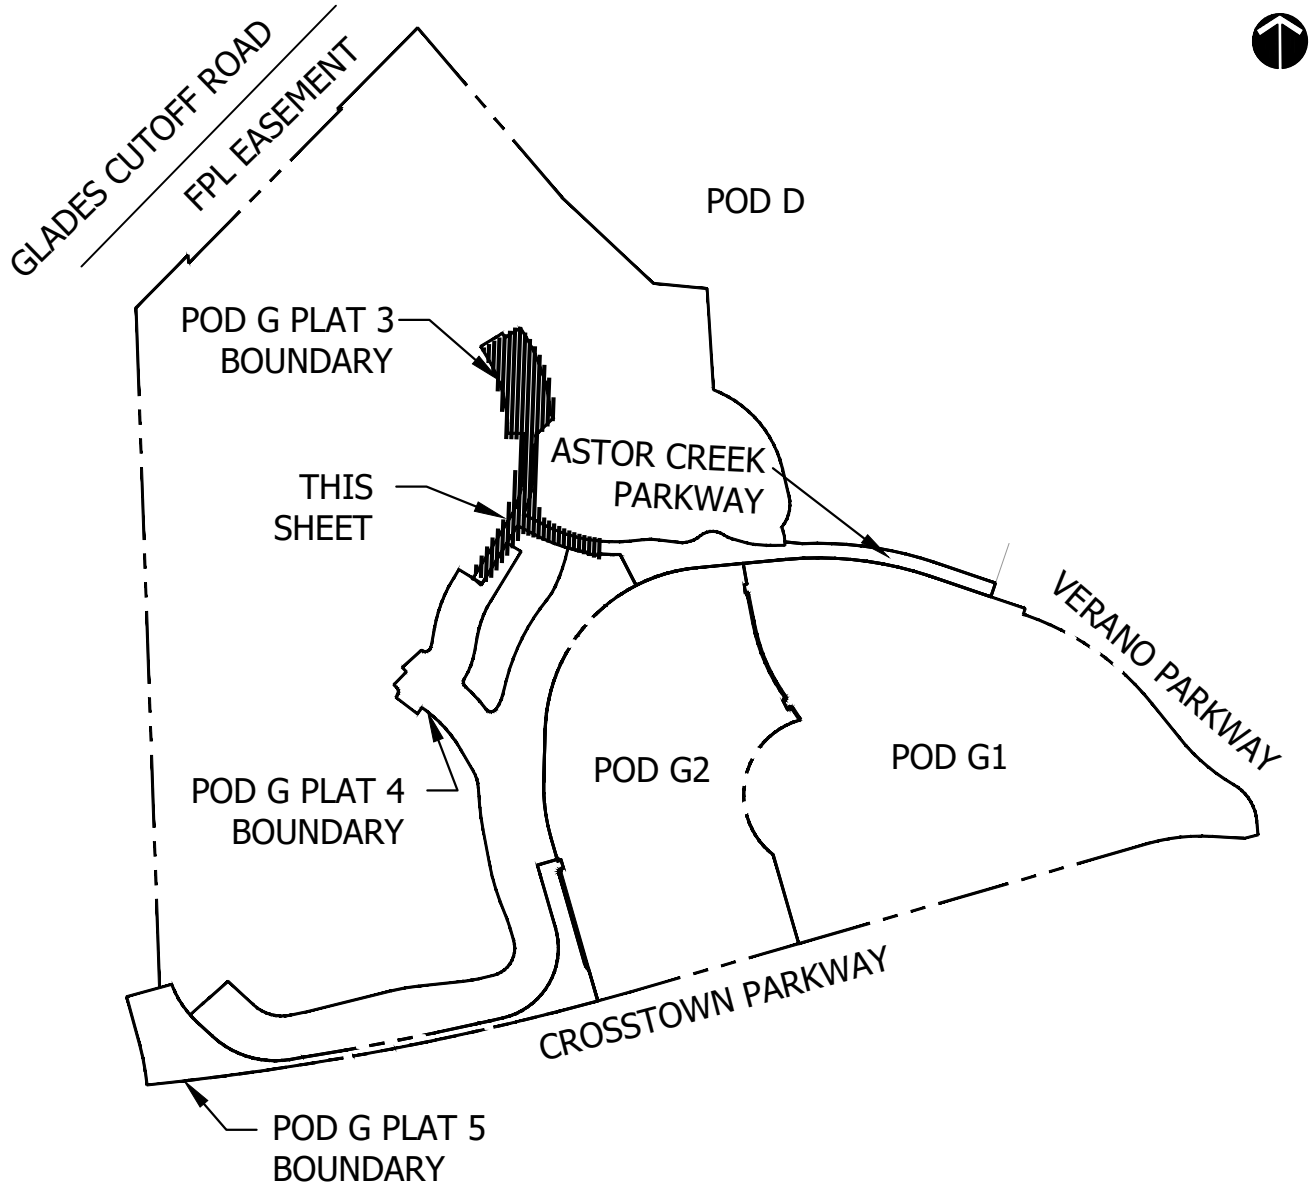 GLADES CUTOFF ROAD
FPL EASEMENT
POD D
POD G PLAT 3
BOUNDARY
ASTOR CREEK
PARKWAY
THIS
SHEET
VERANO PARKWAY
POD G2
POD G1
POD G PLAT 4
BOUNDARY
CROSSTOWN PARKWAY
POD G PLAT 5
BOUNDARY